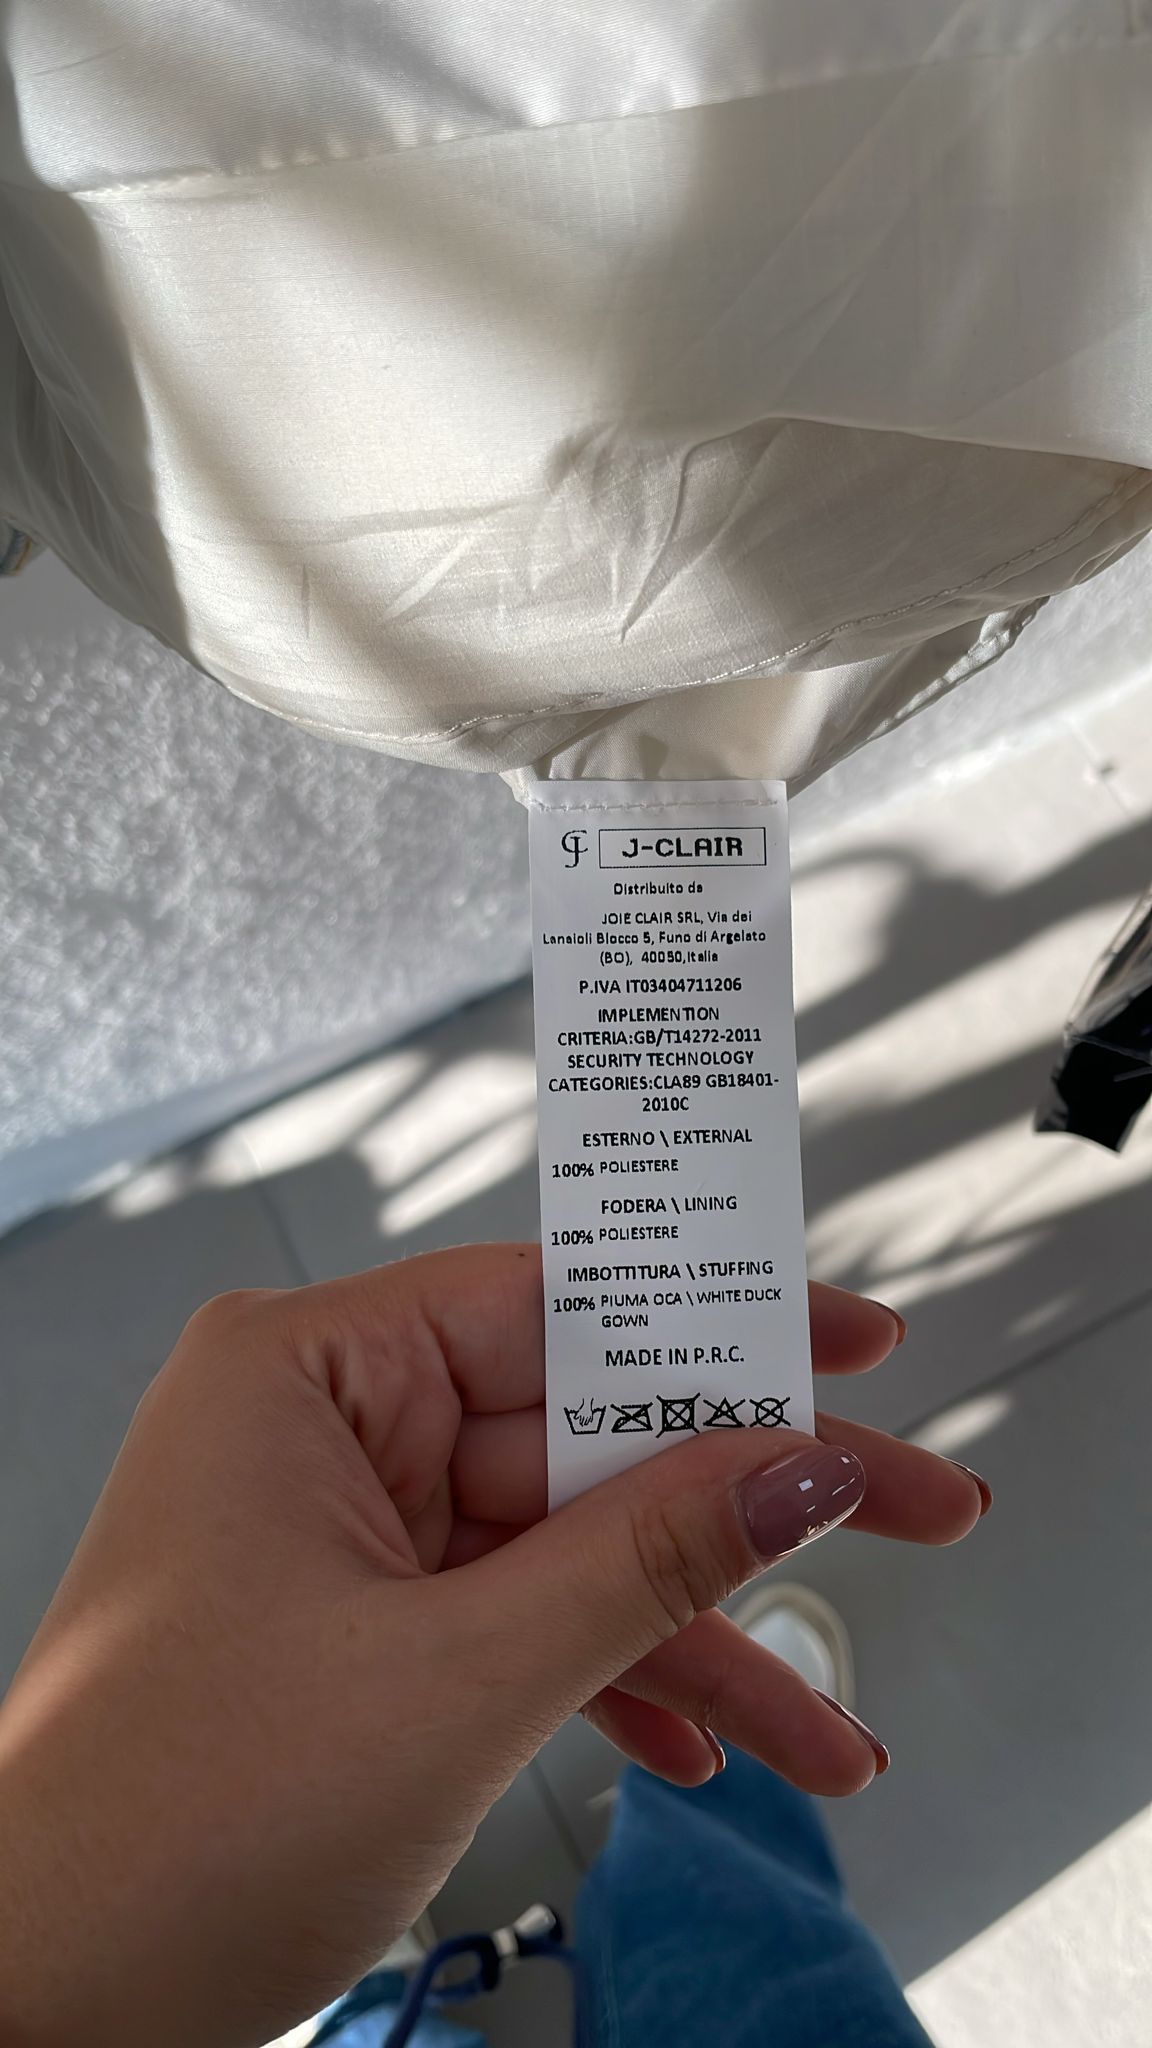 J-CLAIR
Distribuito da
JOIE CLAIR SRL, Via dei
Lanaioli Blocco 5, Funo di Argelato
(BO), 40050,Italia
P.IVA IT03404711206
IMPLEMENTION
CRITERIA:GB/T14272-2011
SECURITY TECHNOLOGY
CATEGORIES:CLA89 GB18401-
2010C
ESTERNO \ EXTERNAL
100% POLIESTERE
FODERA \ LINING
100% POLIESTERE
IMBOTTITURA \ STUFFING
100% PIUMA OCA \ WHITE DUCK
GOWN
MADE IN P.R.C.